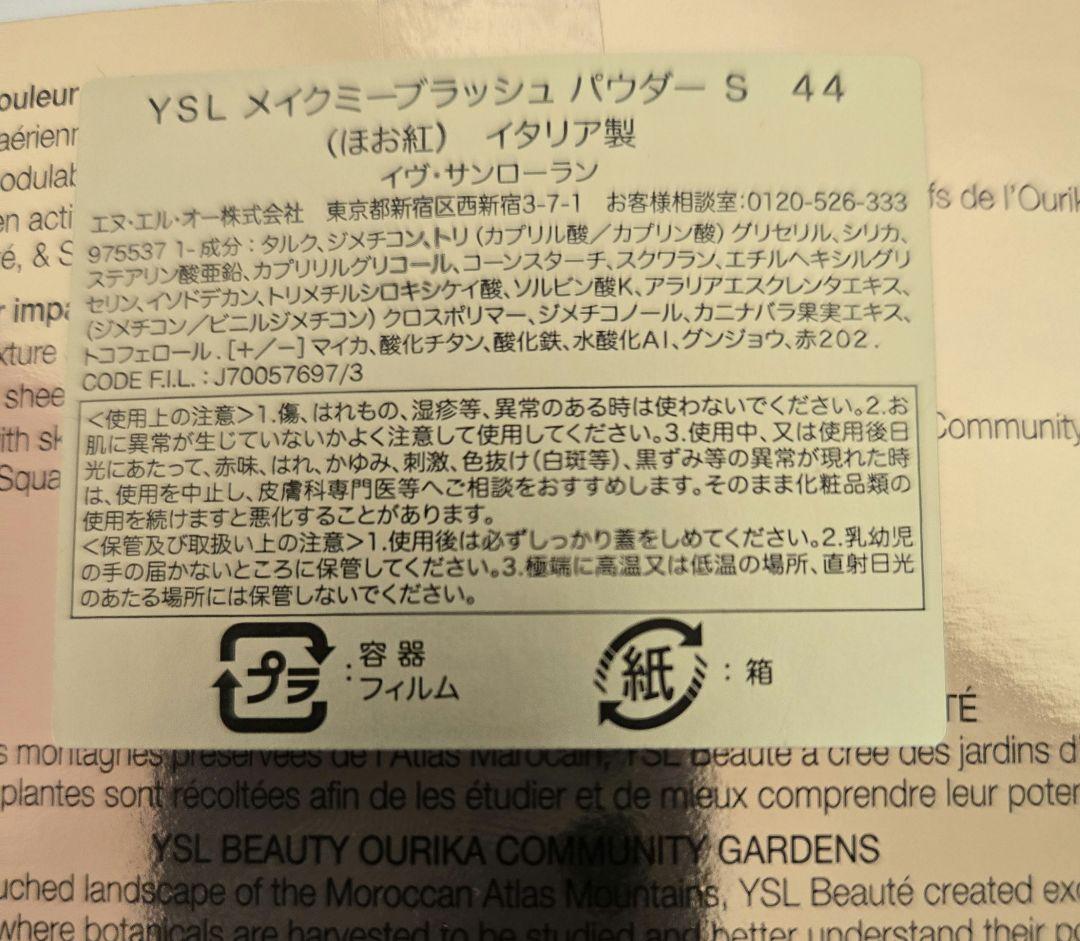 YSL メイクミーブラッシュ パウダー S 44
(ほお紅) イタリア製
イヴ・サンローラン
エヌ・エル・オー株式会社 東京都新宿区西新宿3-7-1 お客様相談室:0120-526-333
975537 1- 成分:タルク、ジメチコン、トリ(カプリル酸/カプリン酸)グリセリル、シリカ、
ステアリン酸亜鉛、カプリリルグリコール、コーンスターチ、スクワラン、エチルヘキシルグリ
セリン、イソドデカン、トリメチルシロキシケイ酸、ソルビン酸K、アラリアエスクレンタエキス、
(ジメチコン/ビニルジメチコン)クロスポリマー、ジメチコノール、カニナバラ果実エキス、
トコフェロール.[+/-]マイカ、酸化チタン、酸化鉄、水酸化Al、グンジョウ、赤202.
CODE F.I.L. : J70057697/3
<使用上の注意>1.傷、はれもの、湿疹等、異常のある時は使わないでください。2.お
肌に異常が生じていないかよく注意して使用してください。3.使用中、又は使用後日
光にあたって、赤味、はれ、かゆみ、刺激、色抜け(白斑等)、黒ずみ等の異常が現れた時
は、使用を中止し、皮膚科専門医等へご相談をおすすめします。そのまま化粧品類の
使用を続けますと悪化することがあります。
<保管及び取扱い上の注意>1.使用後は必ずしっかり蓋をしめてください。2.乳幼児
の手の届かないところに保管してください。3.極端に高温又は低温の場所、直射日光
のあたる場所には保管しないでください。
プラ : 容器
フィルム
紙 : 箱
ouleur
aérienn
odulab
en acti
fs de l'Ourik
ré, & S
r impa
xture
shee
ith sk
Community
Squa
TÉ
s montagnes préservées de l'Atlas Marocain, YSL Beauté a créé des jardins d'
plantes sont récoltées afin de les étudier et de mieux comprendre leur poten
YSL BEAUTY OURIKA COMMUNITY GARDENS
uched landscape of the Moroccan Atlas Mountains, YSL Beauté created exc
where botanicals are harvested to be studied and better understand their po